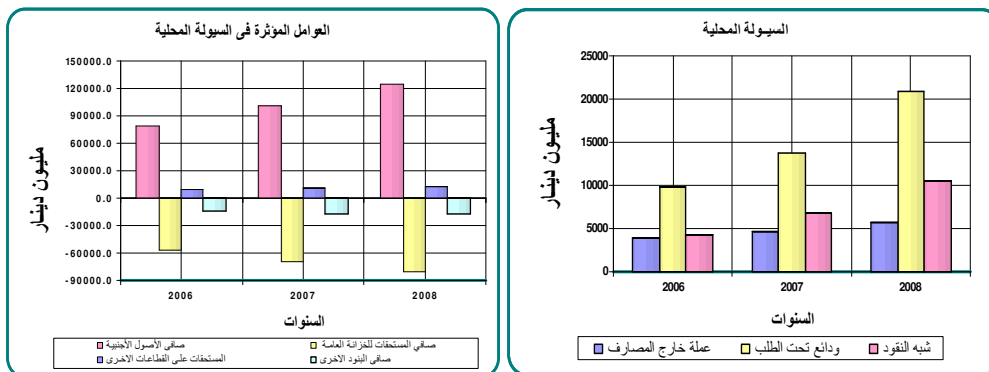 العوامل المؤثرة فى السيولة المحلية
150000.0
120000.0
90000.0
60000.0
30000.0
0.0
-30000.0
-60000.0
-90000.0
مليون دينار
2006 2007 2008
السنوات
صافى الأصول الأجنبية صافي المستحقات للخزانة العامة
المستحقات على القطاعات الاخرى صافى البنود الاخرى
السيـولة المحلية
25000
20000
15000
10000
5000
0
مليون دينار
2006 2007 2008
السنوات
عملة خارج المصارف ودائع تحت الطلب شبه النقود